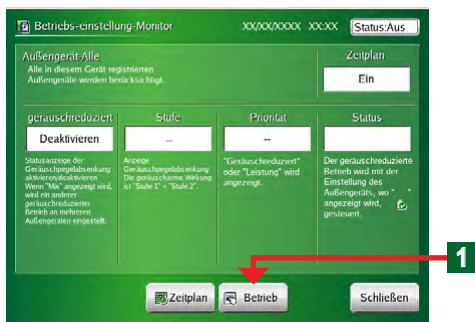 Betriebs-einstellung-Monitor XX/XX/XXXX XX:XX Status:Aus
Außengerät-Alle
Alle in diesem Gerät registrierten
Außengeräte werden berücksichtigt.
Zeitplan
Ein
geräuschreduziert
Deaktivieren
Statusanzeige der
Geräuschpegelabsenkung
aktivieren/deaktivieren
Wenn "Mix" angezeigt wird,
wird ein anderer
geräuschreduzierter
Betrieb an mehreren
Außengeräten eingestellt.
Stufe
--
Anzeige
Geräuschpegelabsenkung
Die geräuscharme Wirkung
ist "Stufe 1" < "Stufe 2".
Priorität
--
"Geräuschreduziert"
oder "Leistung" wird
angezeigt.
Status
Der geräuschreduzierte
Betrieb wird mit der
Einstellung des
Außengeräts, wo " "
angezeigt wird,
gesteuert.
1
Zeitplan Betrieb Schließen